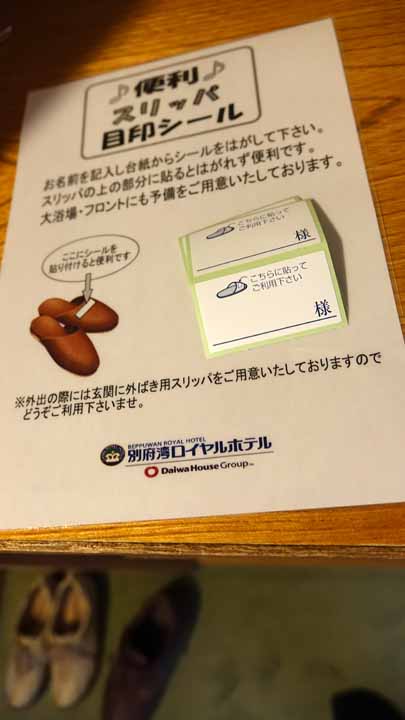 ♪便利♪
スリッパ
目印シール
お名前を記入し台紙からシールをはがして下さい。
スリッパの上の部分に貼るとはがれず便利です。
大浴場・フロントにも予備をご用意いたしております。
ここにシールを
貼り付けると便利です
こちらに貼って
ご利用下さい
様
こちらに貼って
ご利用下さい
様
※外出の際には玄関に外ばき用スリッパをご用意いたしておりますので
どうぞご利用下さいませ。
BEPPUWAN ROYAL HOTEL
別府湾ロイヤルホテル
Daiwa House Group